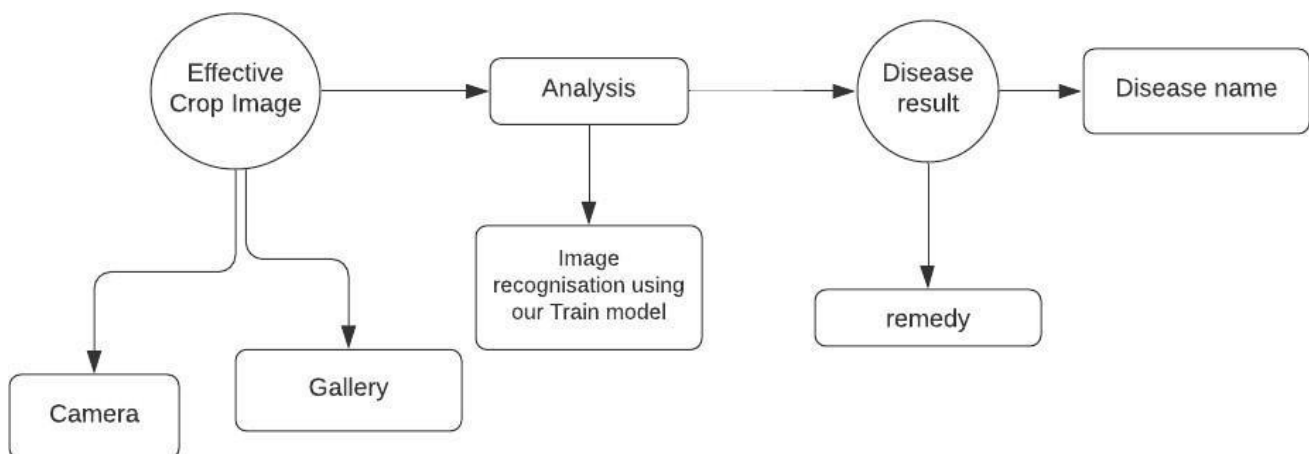 Effective
Crop Image
Analysis
Disease
result
Disease name
Image
recognisation using
our Train model
remedy
Gallery
Camera